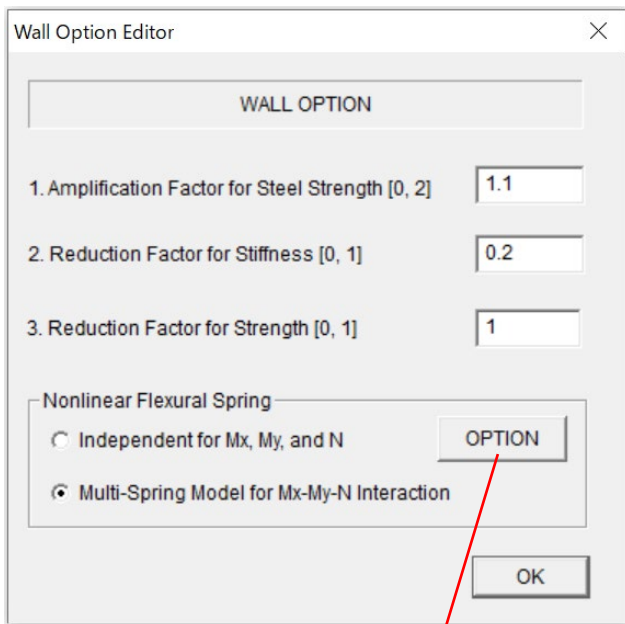 Wall Option Editor
WALL OPTION
1. Amplification Factor for Steel Strength [0, 2] 1.1
2. Reduction Factor for Stiffness [0, 1] 0.2
3. Reduction Factor for Strength [0, 1] 1
Nonlinear Flexural Spring
Independent for Mx, My, and N OPTION
Multi-Spring Model for Mx-My-N Interaction
OK